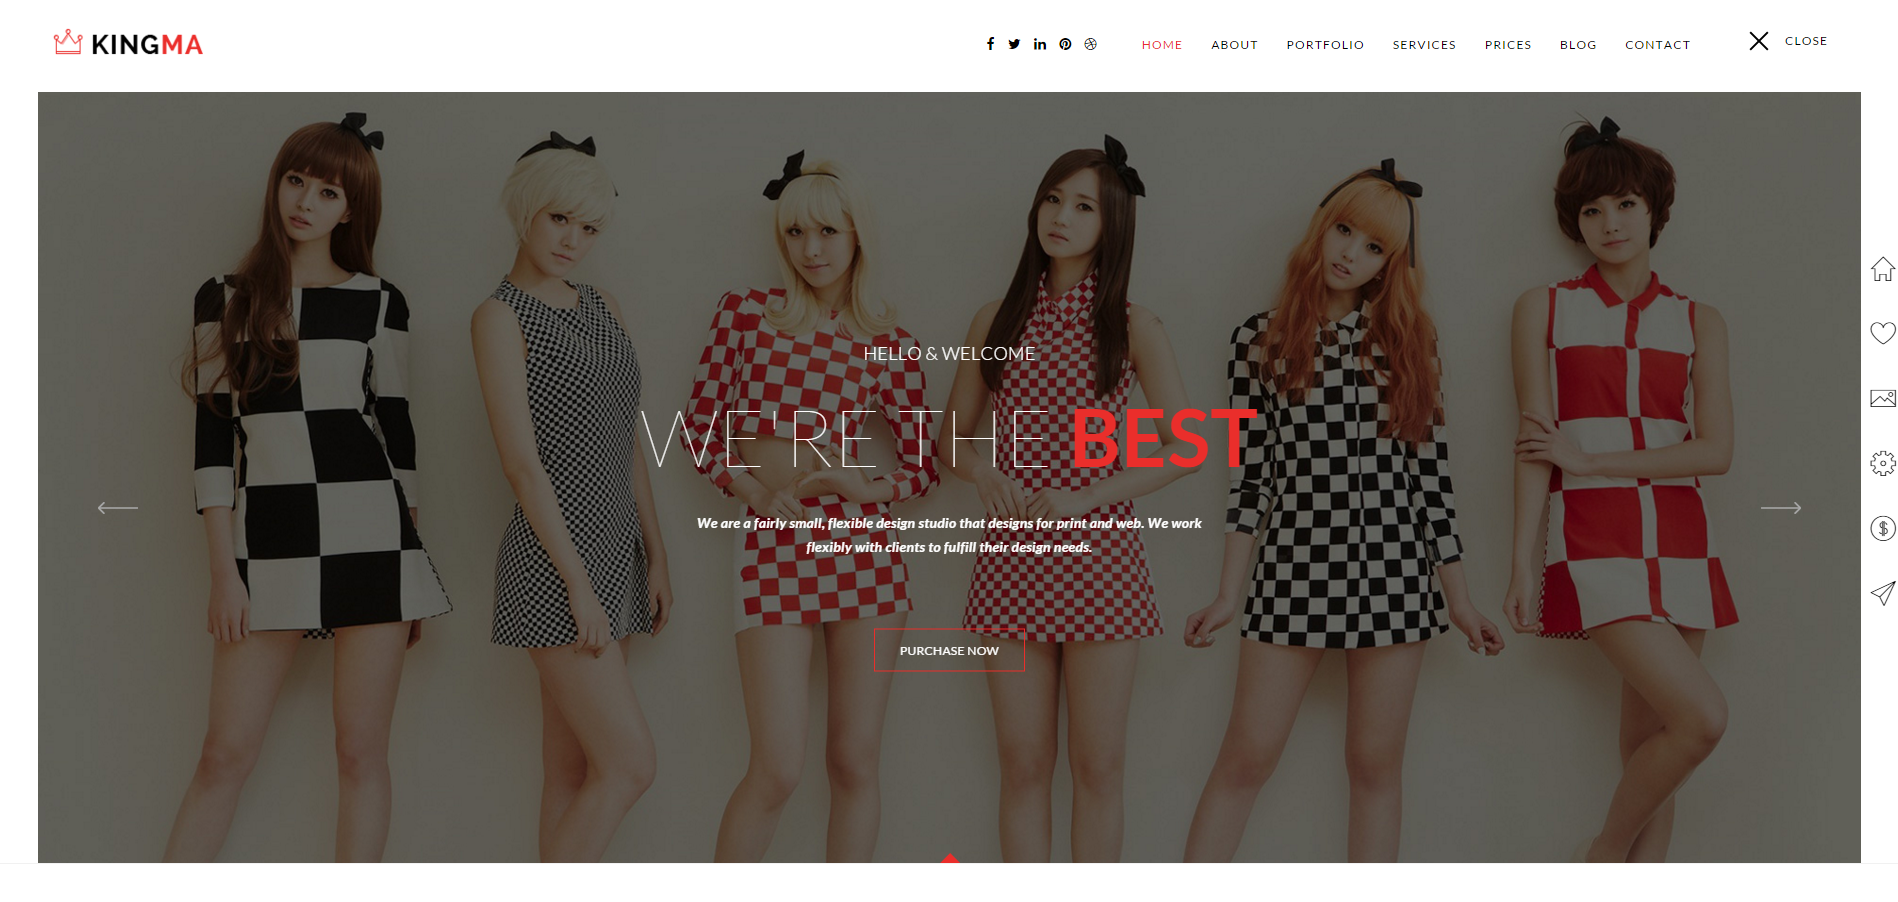 KINGMA
HOME ABOUT PORTFOLIO SERVICES PRICES BLOG CONTACT
CLOSE
HELLO & WELCOME
WE'RE THE BEST
We are a fairly small, flexible design studio that designs for print and web. We work
flexibly with clients to fulfill their design needs.
PURCHASE NOW